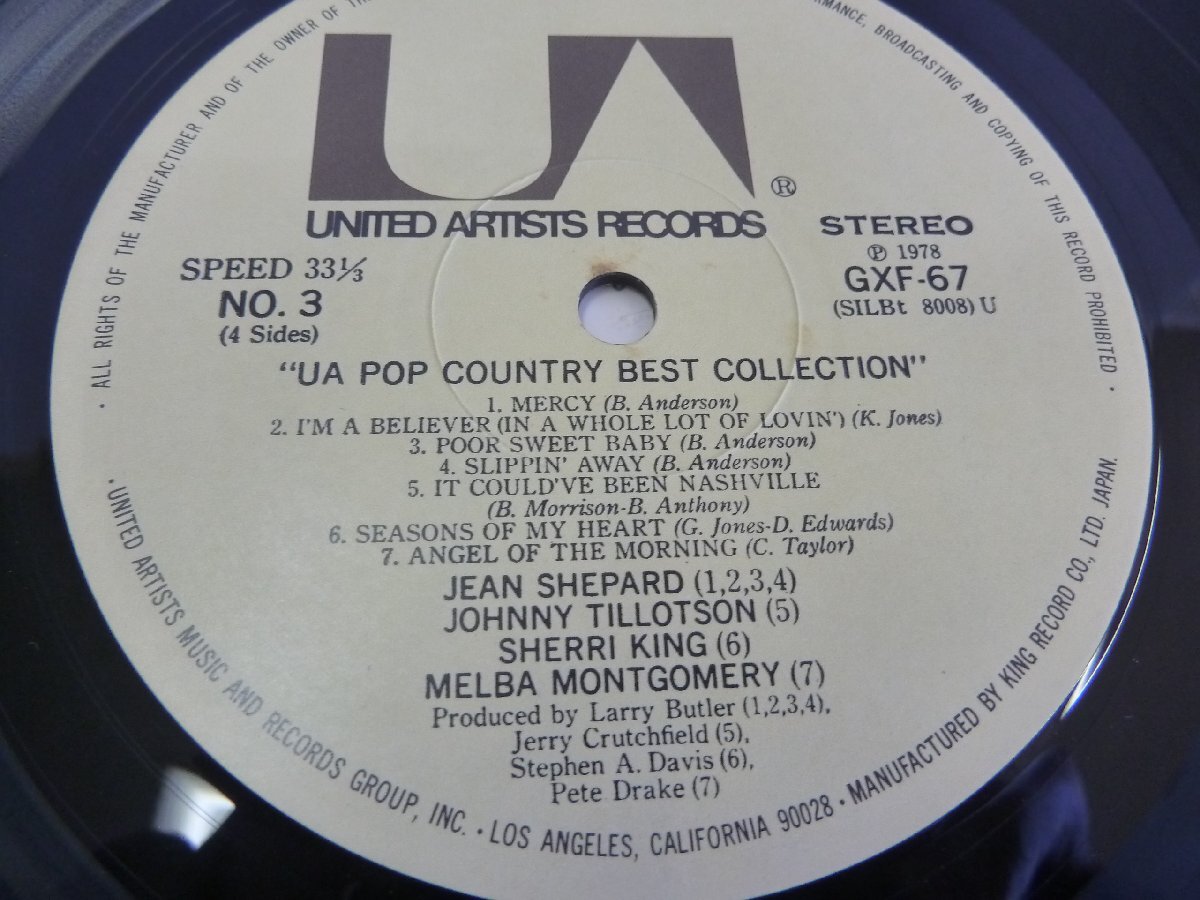 UA
®
UNITED ARTISTS RECORDS
STEREO
℗ 1978
SPEED 33⅓
GXF-67
NO. 3
(SILBt 8008) U
(4 Sides)
"UA POP COUNTRY BEST COLLECTION"
1. MERCY (B. Anderson)
2. I'M A BELIEVER (IN A WHOLE LOT OF LOVIN') (K. Jones)
3. POOR SWEET BABY (B. Anderson)
4. SLIPPIN' AWAY (B. Anderson)
5. IT COULD'VE BEEN NASHVILLE
(B. Morrison-B. Anthony)
6. SEASONS OF MY HEART (G. Jones-D. Edwards)
7. ANGEL OF THE MORNING (C. Taylor)
JEAN SHEPARD (1,2,3,4)
JOHNNY TILLOTSON (5)
SHERRI KING (6)
MELBA MONTGOMERY (7)
Produced by Larry Butler (1,2,3,4),
Jerry Crutchfield (5),
Stephen A. Davis (6),
Pete Drake (7)
· ALL RIGHTS OF THE MANUFACTURER AND OF THE OWNER OF THE
BROADCASTING AND COPYING OF THIS RECORD PROHIBITED ·
· UNITED ARTISTS MUSIC AND RECORDS GROUP, INC. · LOS ANGELES, CALIFORNIA 90028 · MANUFACTURED BY KING RECORD CO., LTD. JAPAN.